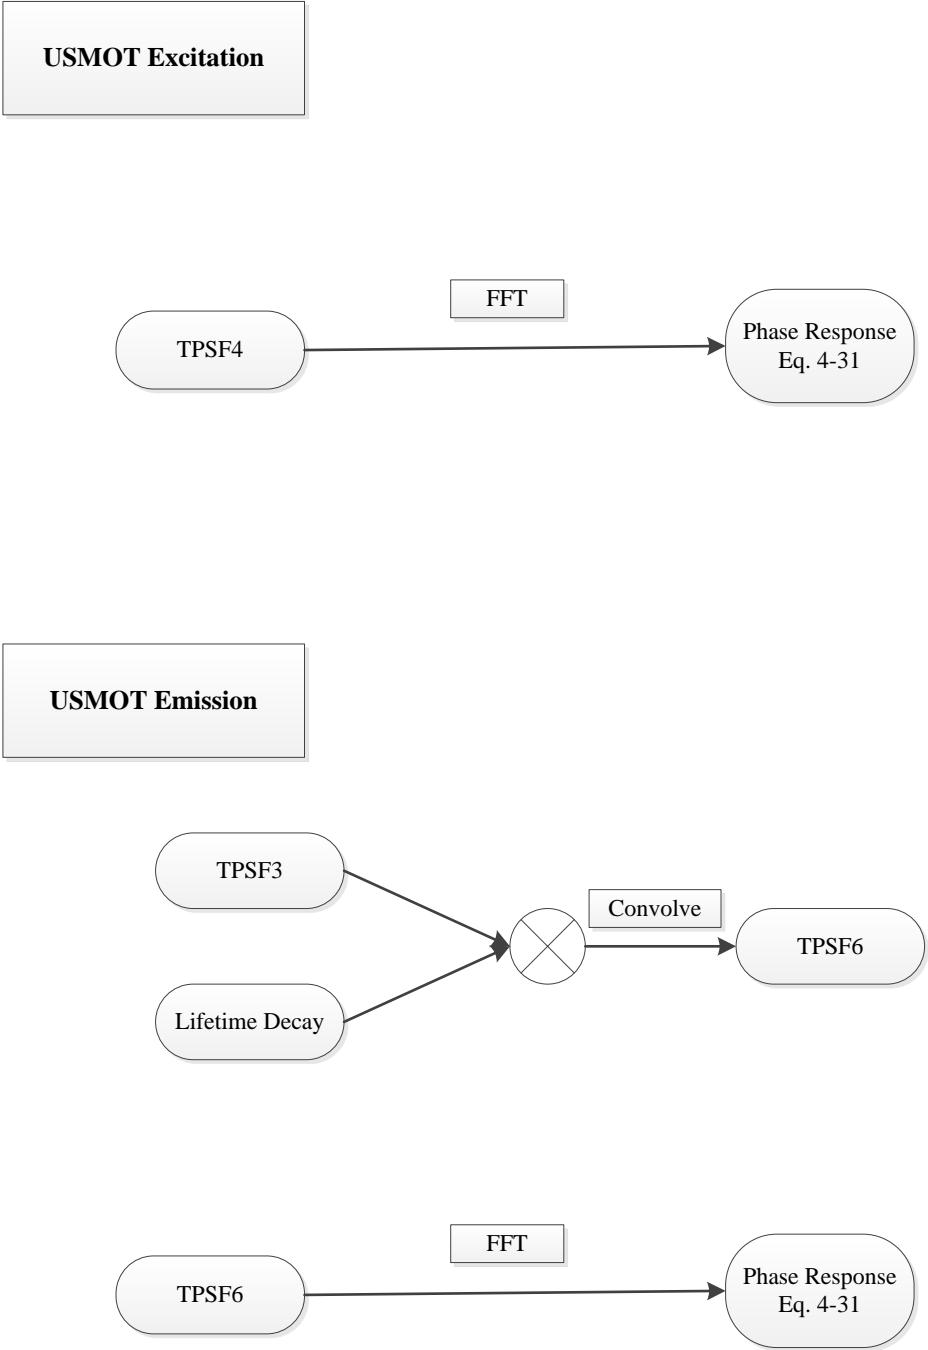 USMOT Excitation
FFT
TPSF4
Phase Response
Eq. 4-31
USMOT Emission
TPSF3
Convolve
TPSF6
Lifetime Decay
FFT
TPSF6
Phase Response
Eq. 4-31